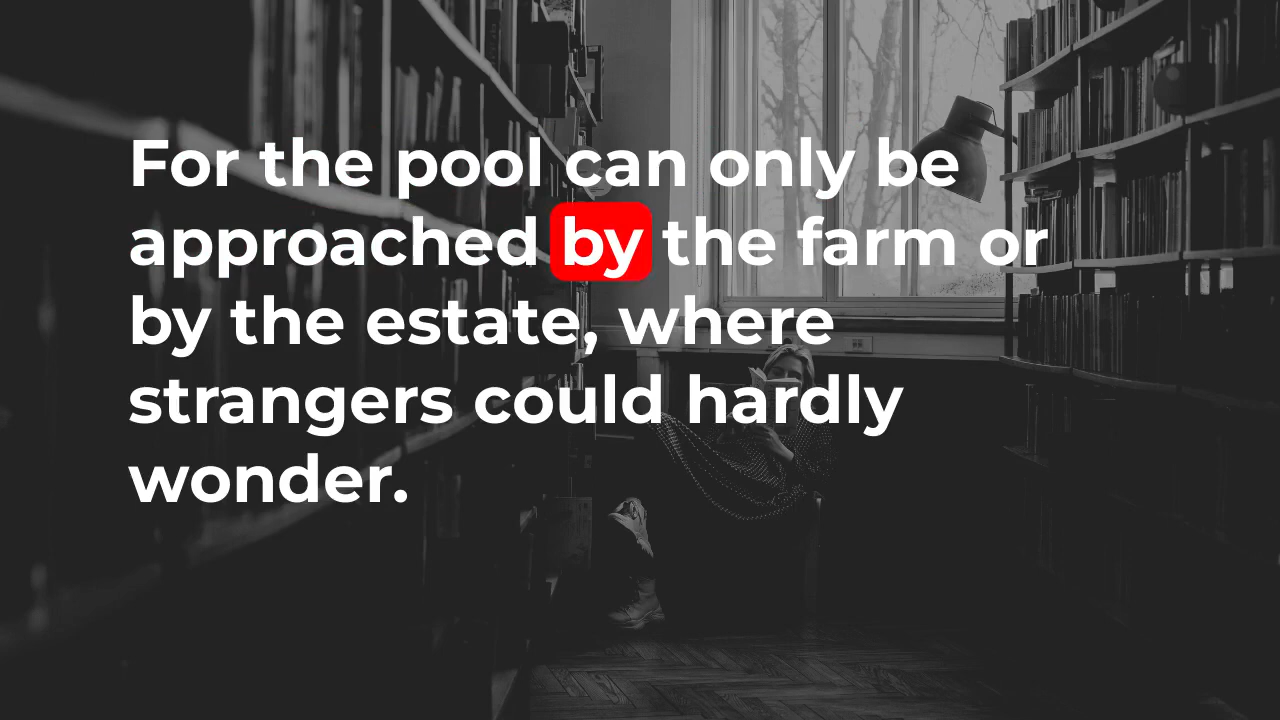 For the pool can only be
approached by the farm or
by the estate, where
strangers could hardly
wonder.